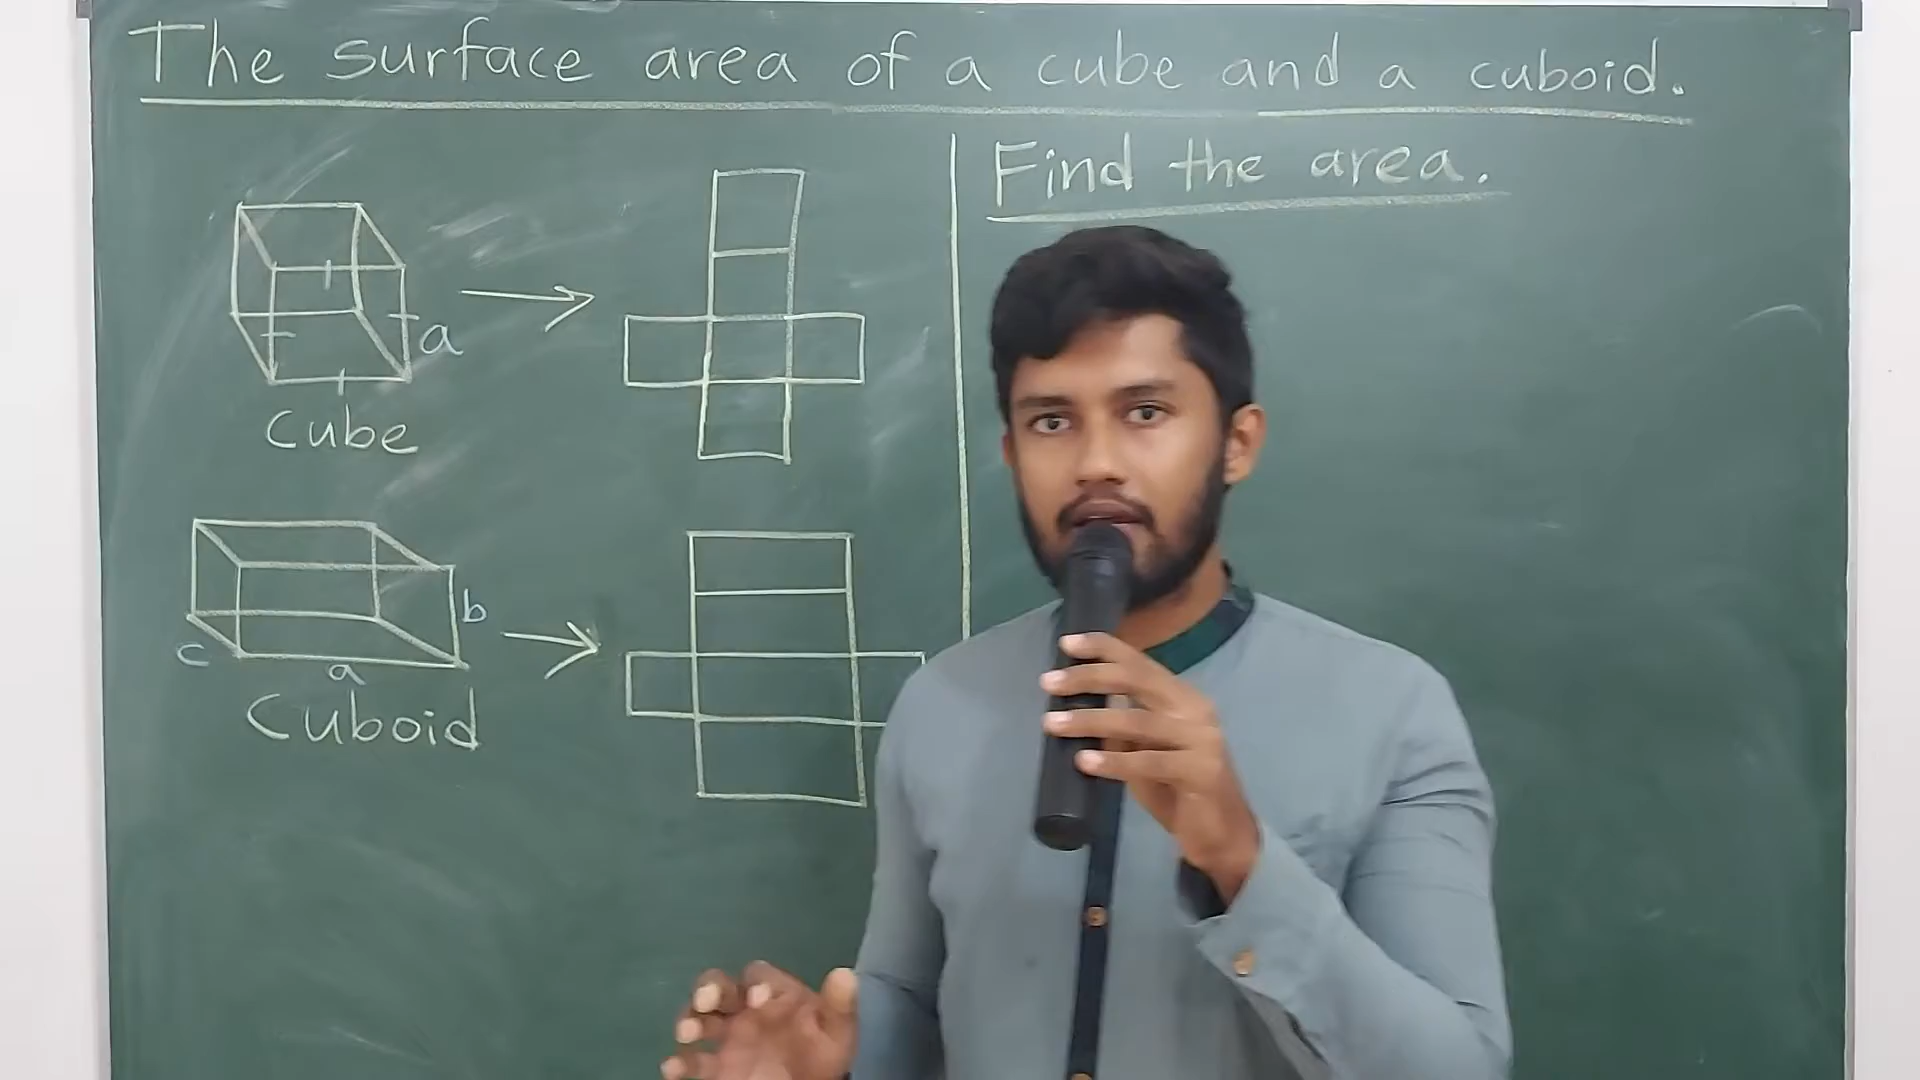 The surface area of a cube and a cuboid.
a
Cube
b
c
a
Cuboid
Find the area.